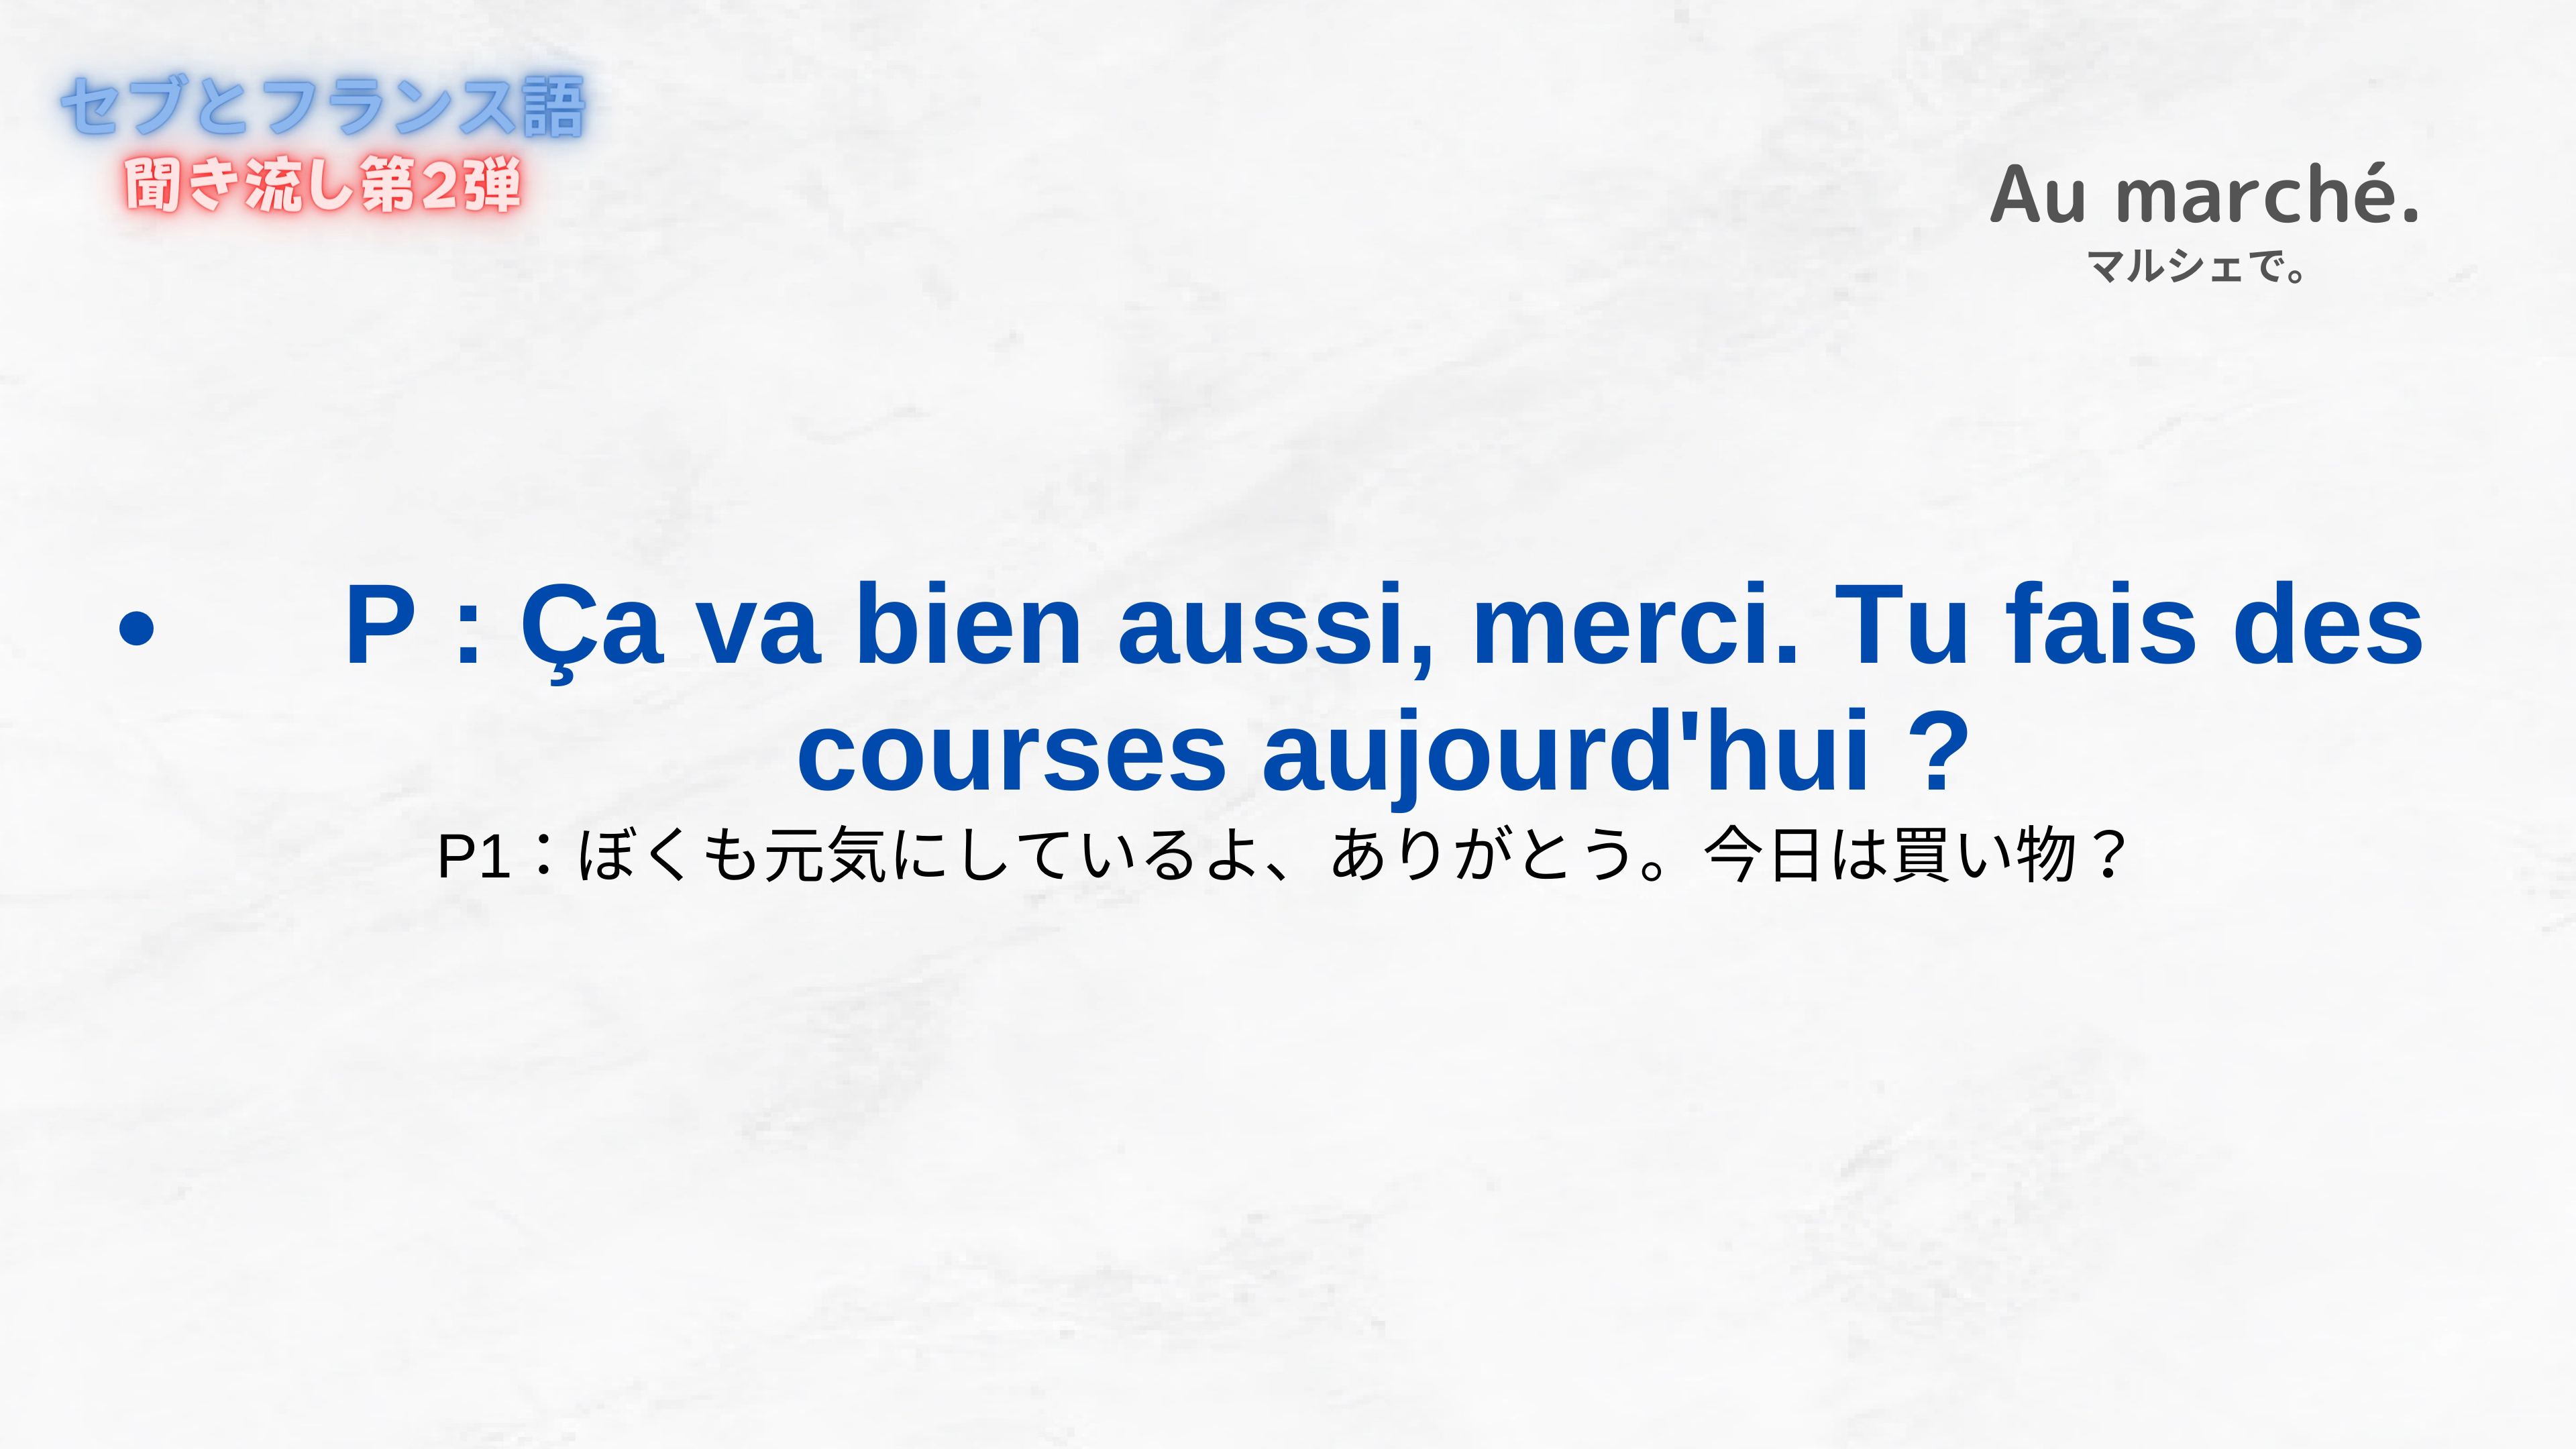 セブとフランス語
聞き流し第2弾
Au marché.
マルシェで。
• P : Ça va bien aussi, merci. Tu fais des
courses aujourd'hui ?
P1：ぼくも元気にしているよ、ありがとう。今日は買い物？